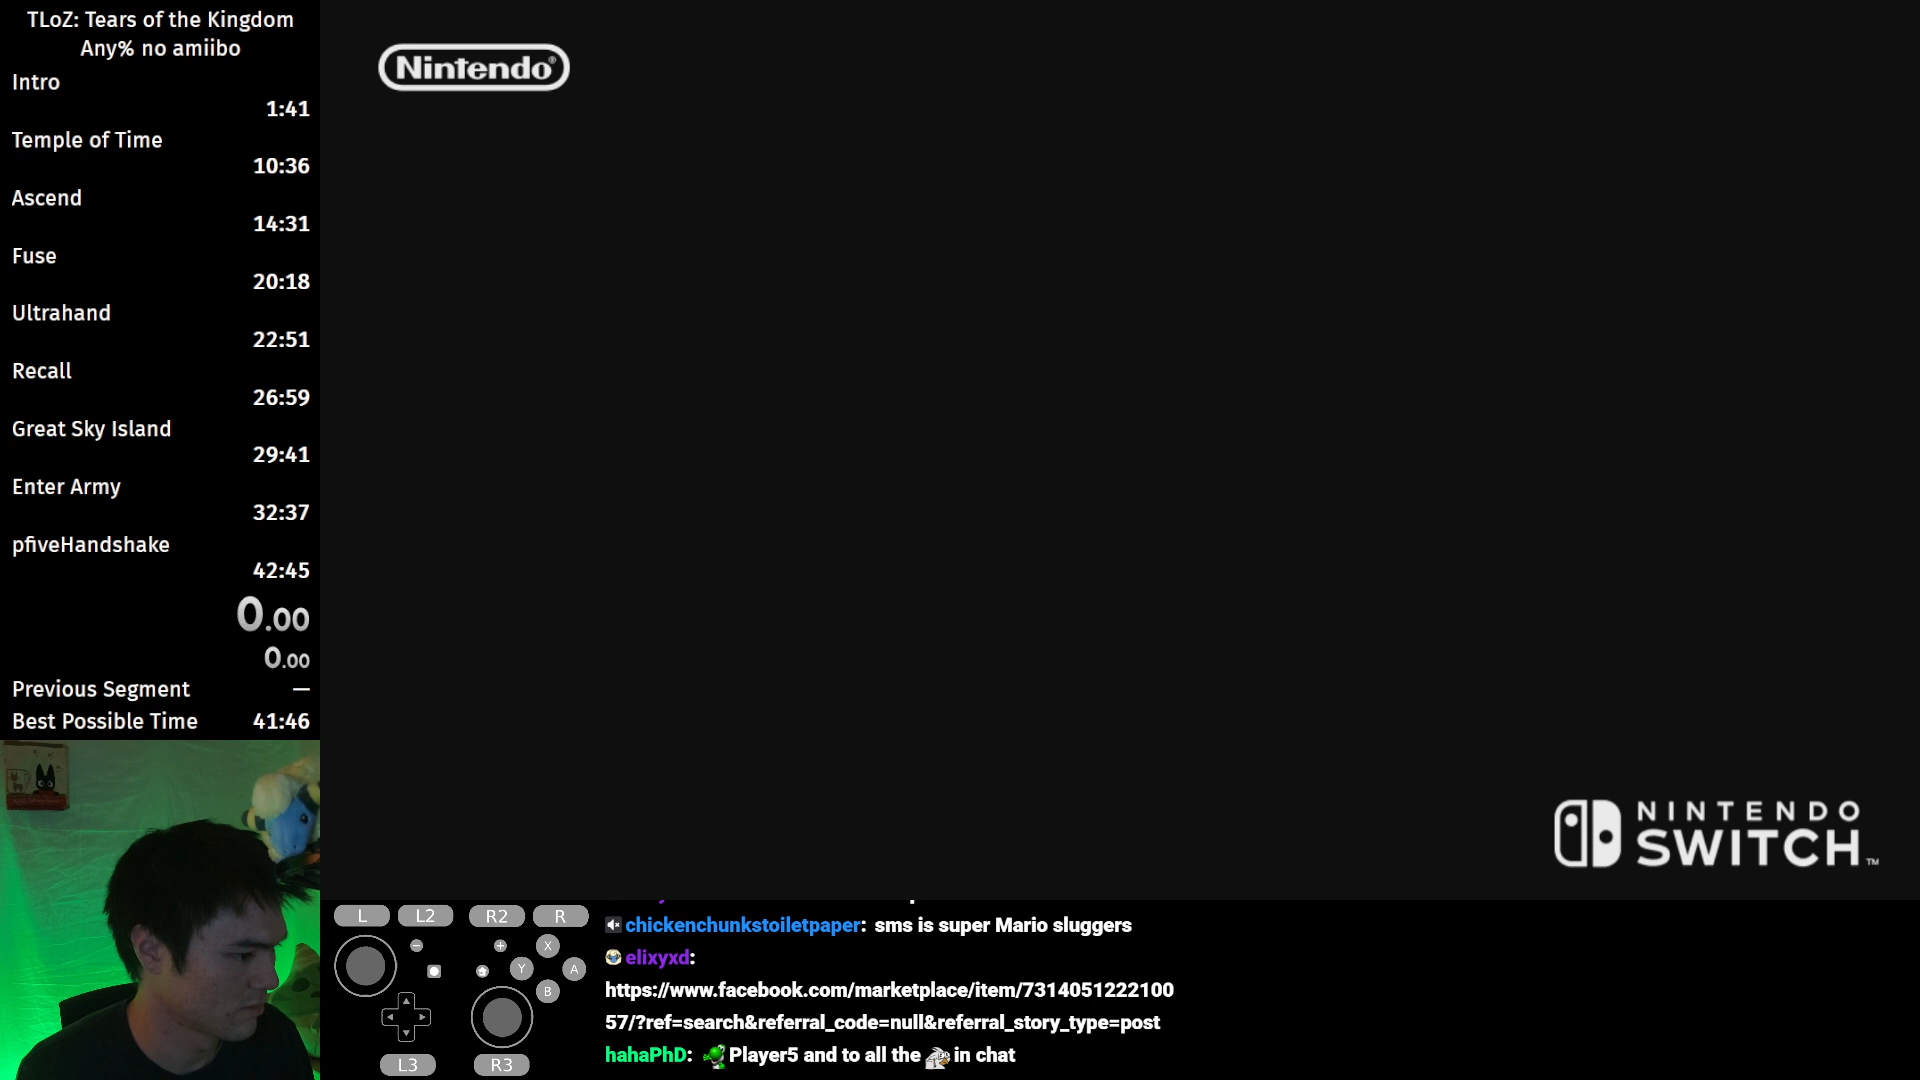 TLoZ: Tears of the Kingdom
Any% no amiibo
Intro
1:41
Temple of Time
10:36
Ascend
14:31
Fuse
20:18
Ultrahand
22:51
Recall
26:59
Great Sky Island
29:41
Enter Army
32:37
pfiveHandshake
42:45
0.00
0.00
Previous Segment —
Best Possible Time 41:46
Nintendo®
NINTENDO
SWITCH™
L L2 R2 R
X
Y A
B
L3 R3
chickenchunkstoiletpaper: sms is super Mario sluggers
elixyxd:
https://www.facebook.com/marketplace/item/7314051222100
57/?ref=search&referral_code=null&referral_story_type=post
hahaPhD: Player5 and to all the in chat